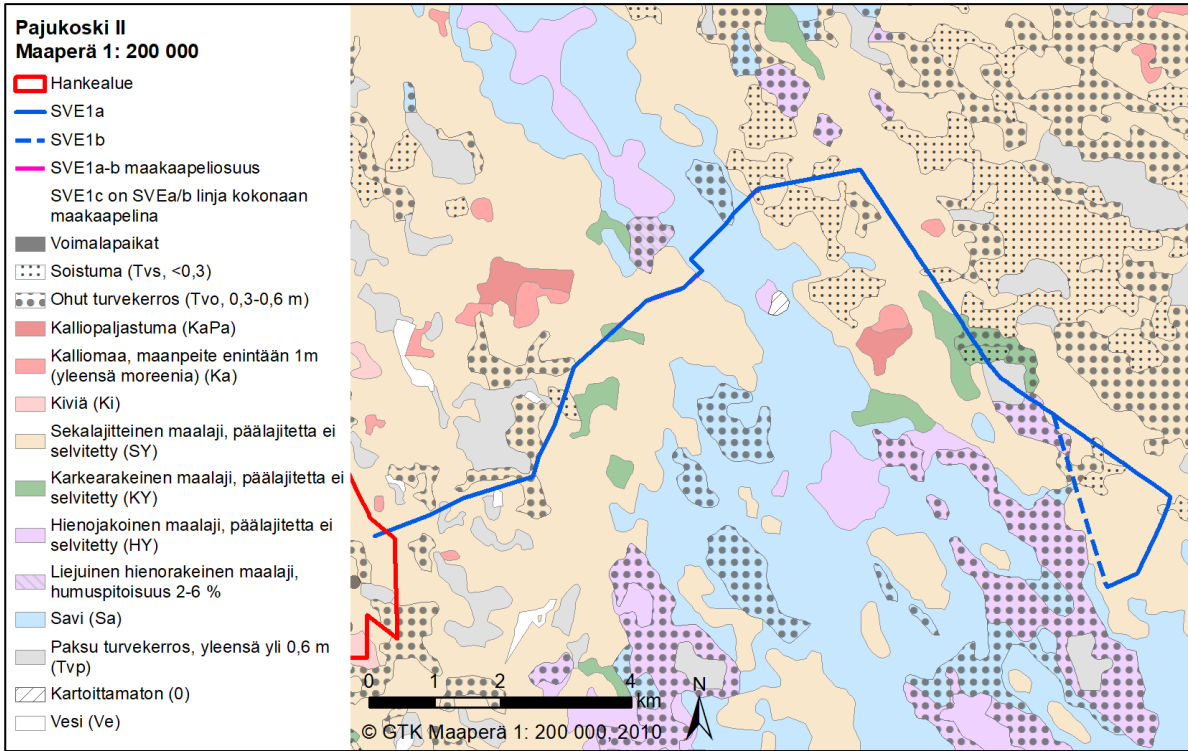 Pajukoski II
Maaperä 1: 200 000
Hankealue
SVE1a
SVE1b
SVE1a-b maakaapeliosuus
SVE1c on SVEa/b linja kokonaan
maakaapelina
Voimalapaikat
Soistuma (Tvs, <0,3)
Ohut turvekerros (Tvo, 0,3-0,6 m)
Kalliopaljastuma (KaPa)
Kalliomaa, maanpeite enintään 1m
(yleensä moreenia) (Ka)
Kiviä (Ki)
Sekalajitteinen maalaji, päälajitetta ei
selvitetty (SY)
Karkearakeinen maalaji, päälajitetta ei
selvitetty (KY)
Hienojakoinen maalaji, päälajitetta ei
selvitetty (HY)
Liejuinen hienorakeinen maalaji,
humuspitoisuus 2-6 %
Savi (Sa)
Paksu turvekerros, yleensä yli 0,6 m
(Tvp)
Kartoittamaton (0)
Vesi (Ve)
0 1 2 4
km
N
© GTK Maaperä 1: 200 000, 2010